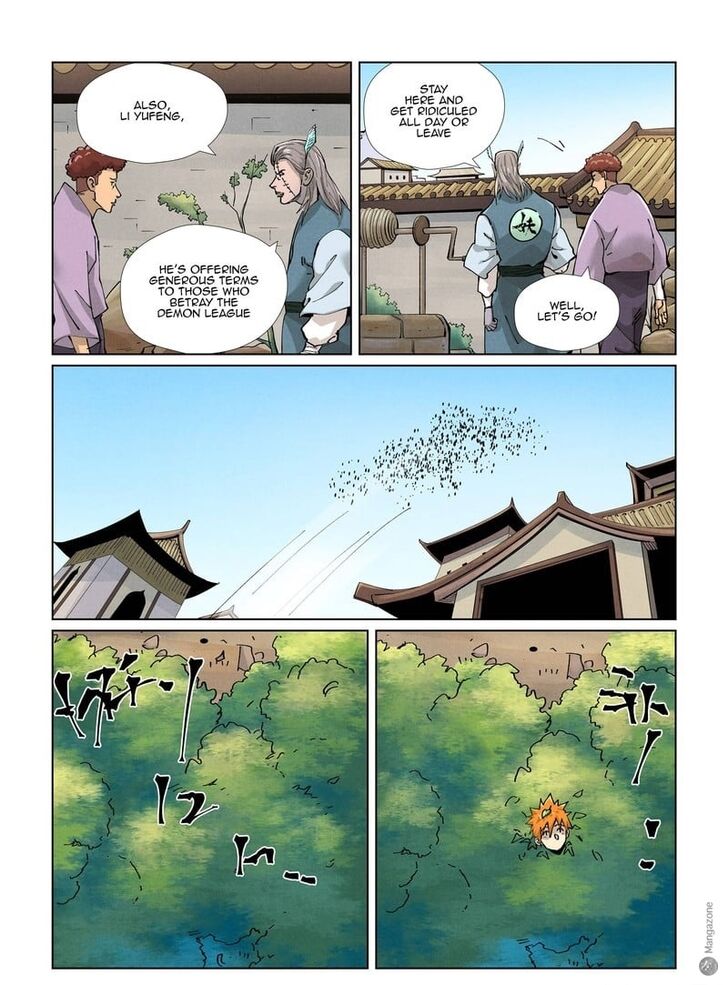 ALSO,
LI YUFENG,
HE'S OFFERING
GENEROUS TERMS
TO THOSE WHO
BETRAY THE
DEMON LEAGUE
STAY
HERE AND
GET RIDICULED
ALL DAY OR
LEAVE
妖
WELL,
LET'S GO!
Mangazone